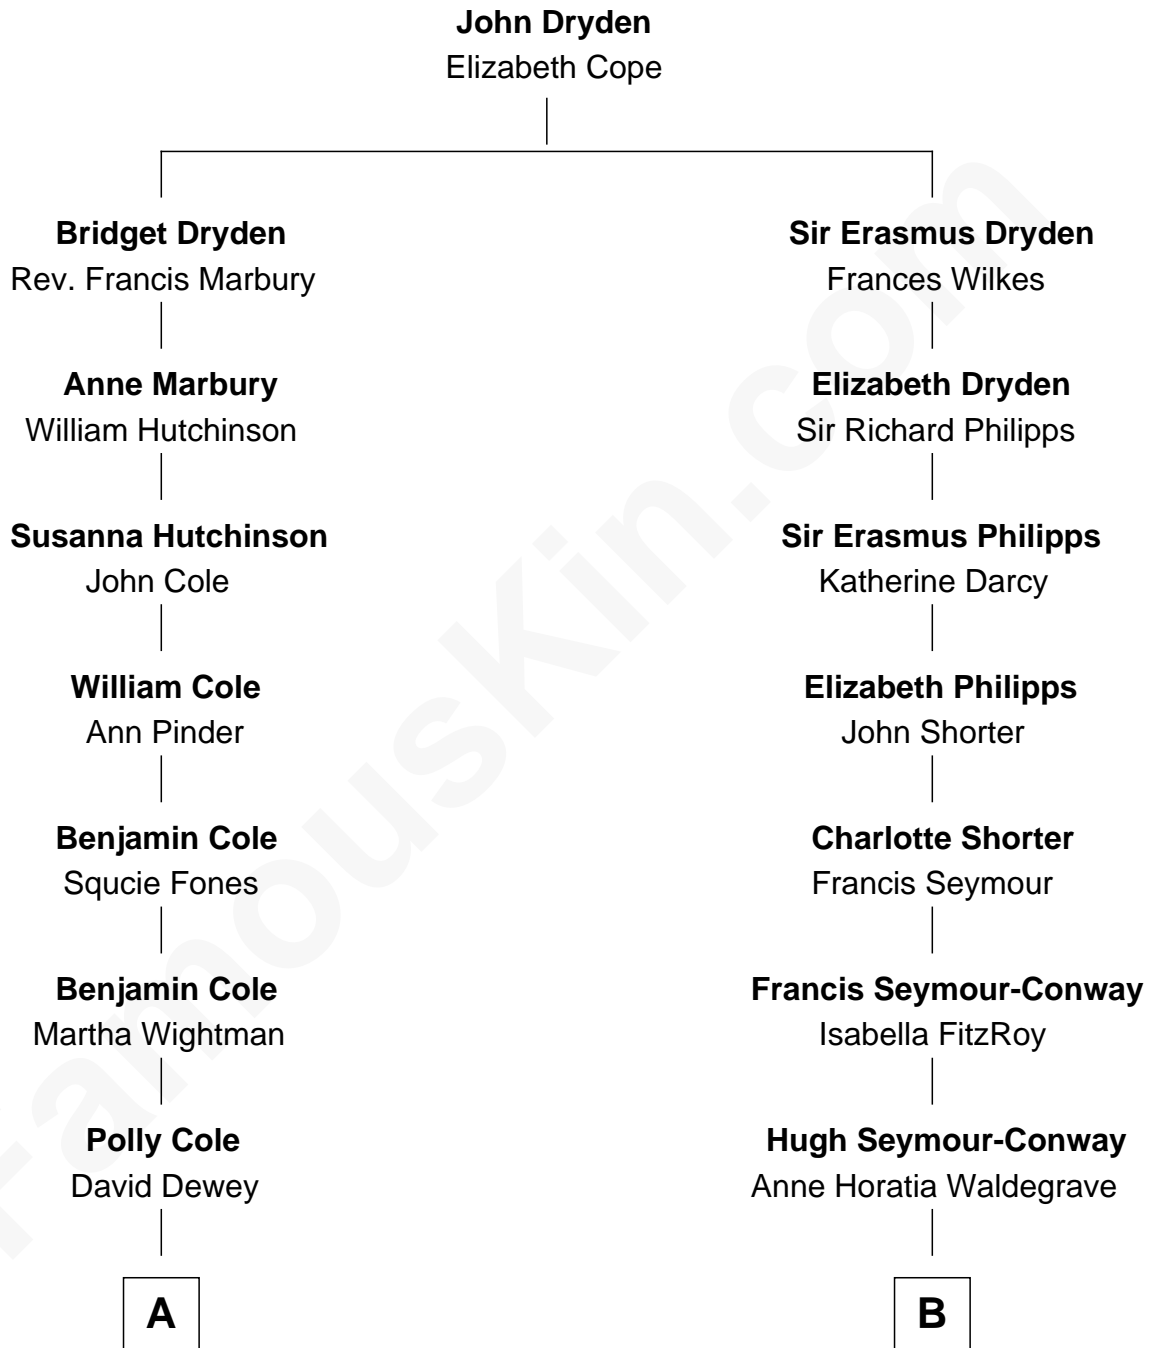 John Dryden
Elizabeth Cope
Bridget Dryden
Rev. Francis Marbury
Sir Erasmus Dryden
Frances Wilkes
Anne Marbury
William Hutchinson
Elizabeth Dryden
Sir Richard Philipps
Susanna Hutchinson
John Cole
Sir Erasmus Philipps
Katherine Darcy
William Cole
Ann Pinder
Elizabeth Philipps
John Shorter
Benjamin Cole
Squcie Fones
Charlotte Shorter
Francis Seymour
Benjamin Cole
Martha Wightman
Francis Seymour-Conway
Isabella FitzRoy
Polly Cole
David Dewey
Hugh Seymour-Conway
Anne Horatia Waldegrave
A
B
FamousKin.com